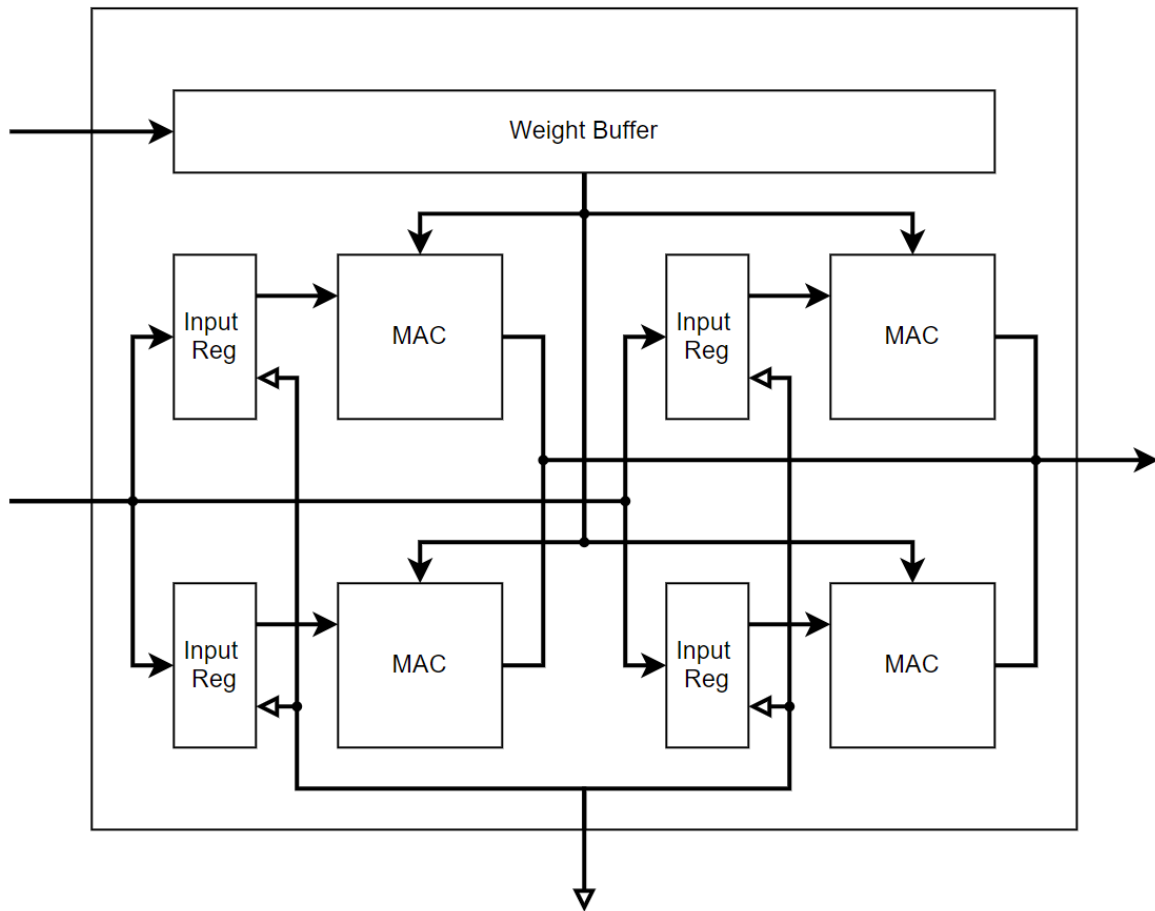 Weight Buffer
Input
Reg
MAC
Input
Reg
MAC
Input
Reg
MAC
Input
Reg
MAC